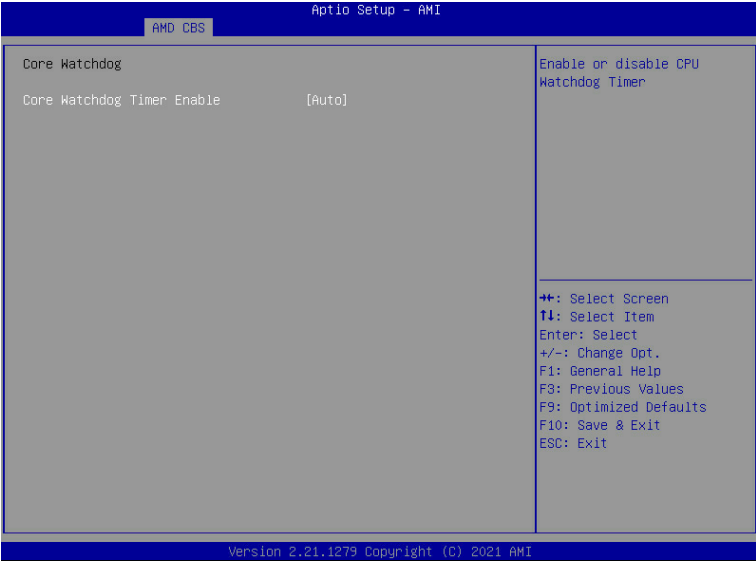 Aptio Setup – AMI
AMD CBS
Core Watchdog
Core Watchdog Timer Enable [Auto]
Enable or disable CPU
Watchdog Timer
→←: Select Screen
↑↓: Select Item
Enter: Select
+/-: Change Opt.
F1: General Help
F3: Previous Values
F9: Optimized Defaults
F10: Save & Exit
ESC: Exit
Version 2.21.1279 Copyright (C) 2021 AMI